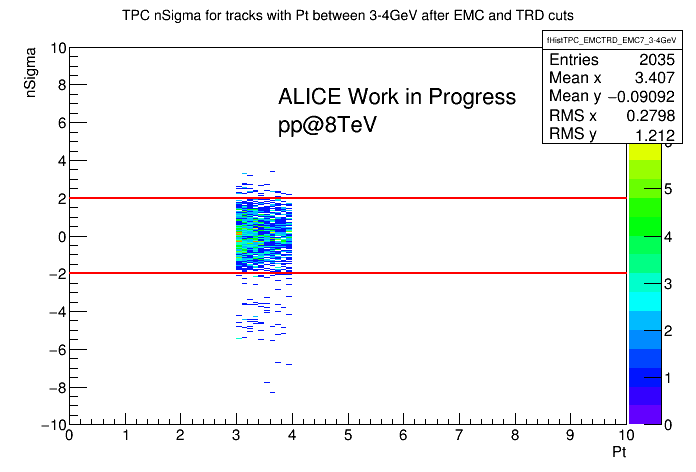 TPC nSigma for tracks with Pt between 3-4GeV after EMC and TRD cuts
fHistTPC_EMCTRD_EMC7_3-4GeV
Entries 2035
Mean x 3.407
Mean y −0.09092
RMS x 0.2798
RMS y 1.212
nSigma
ALICE Work in Progress
pp@8TeV
10
8
6
4
2
0
−2
−4
−6
−8
−10
0 1 2 3 4 5 6 7 8 9 10
Pt
5
4
3
2
1
0